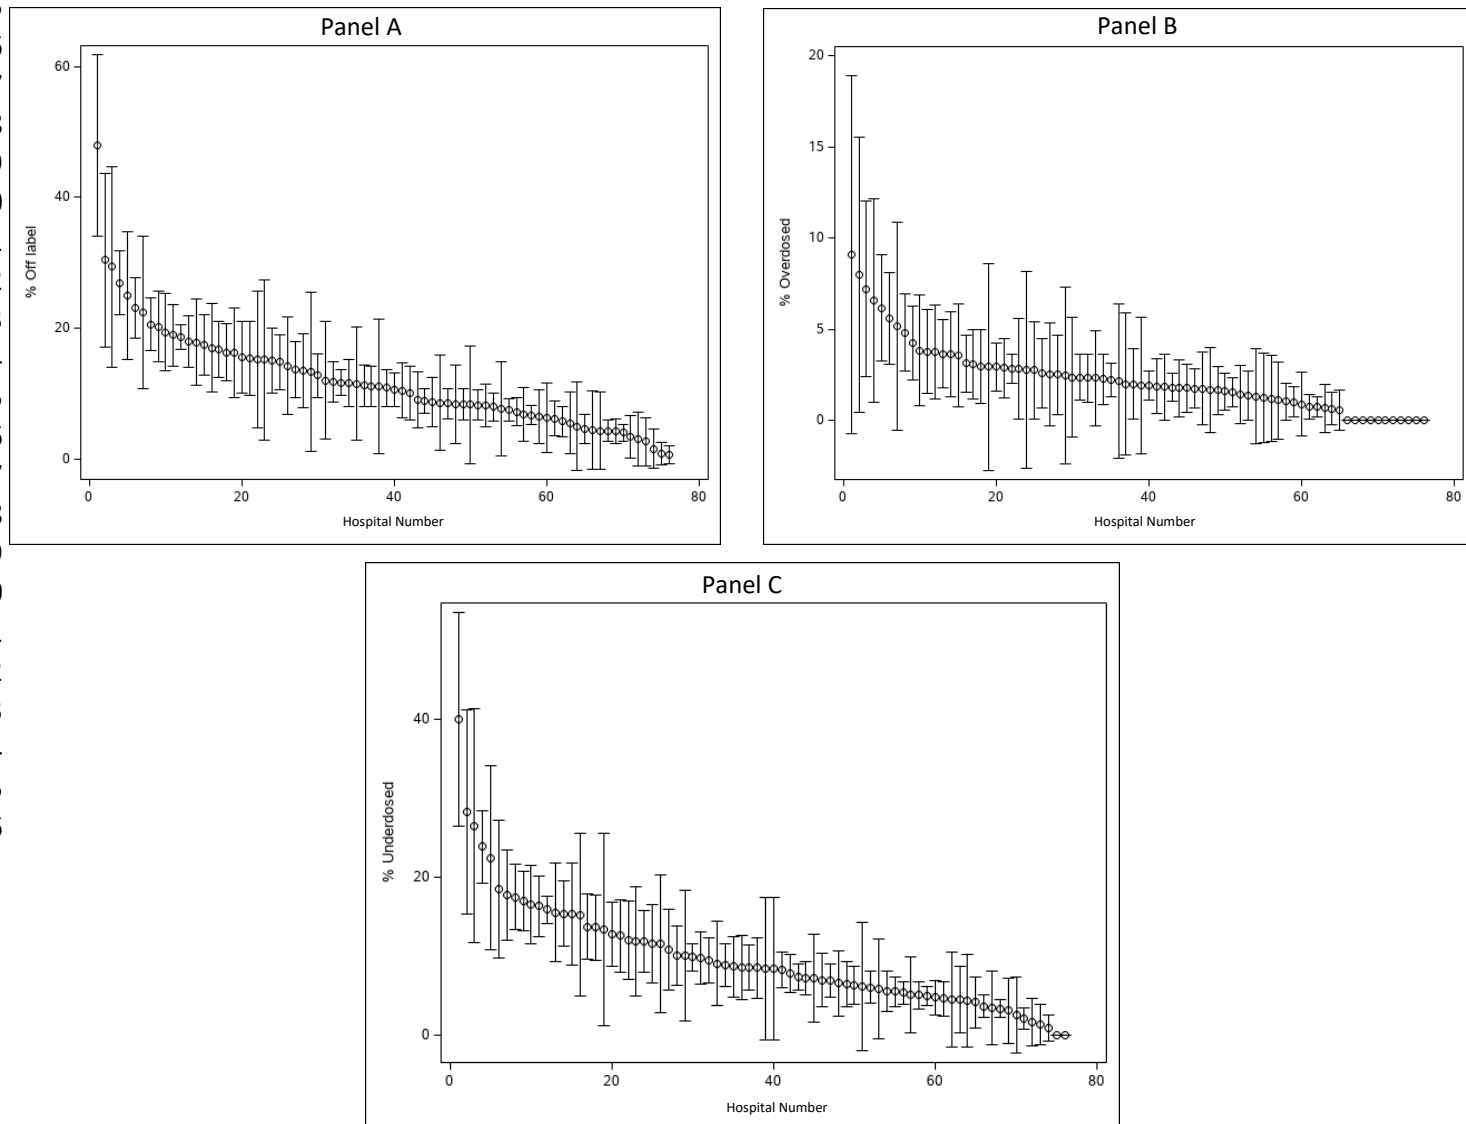 Panel A
60
40
20
0
% Off label
0 20 40 60 80
Hospital Number
Panel B
20
15
10
5
0
% Overdosed
0 20 40 60 80
Hospital Number
Panel C
40
20
0
% Underdosed
0 20 40 60 80
Hospital Number